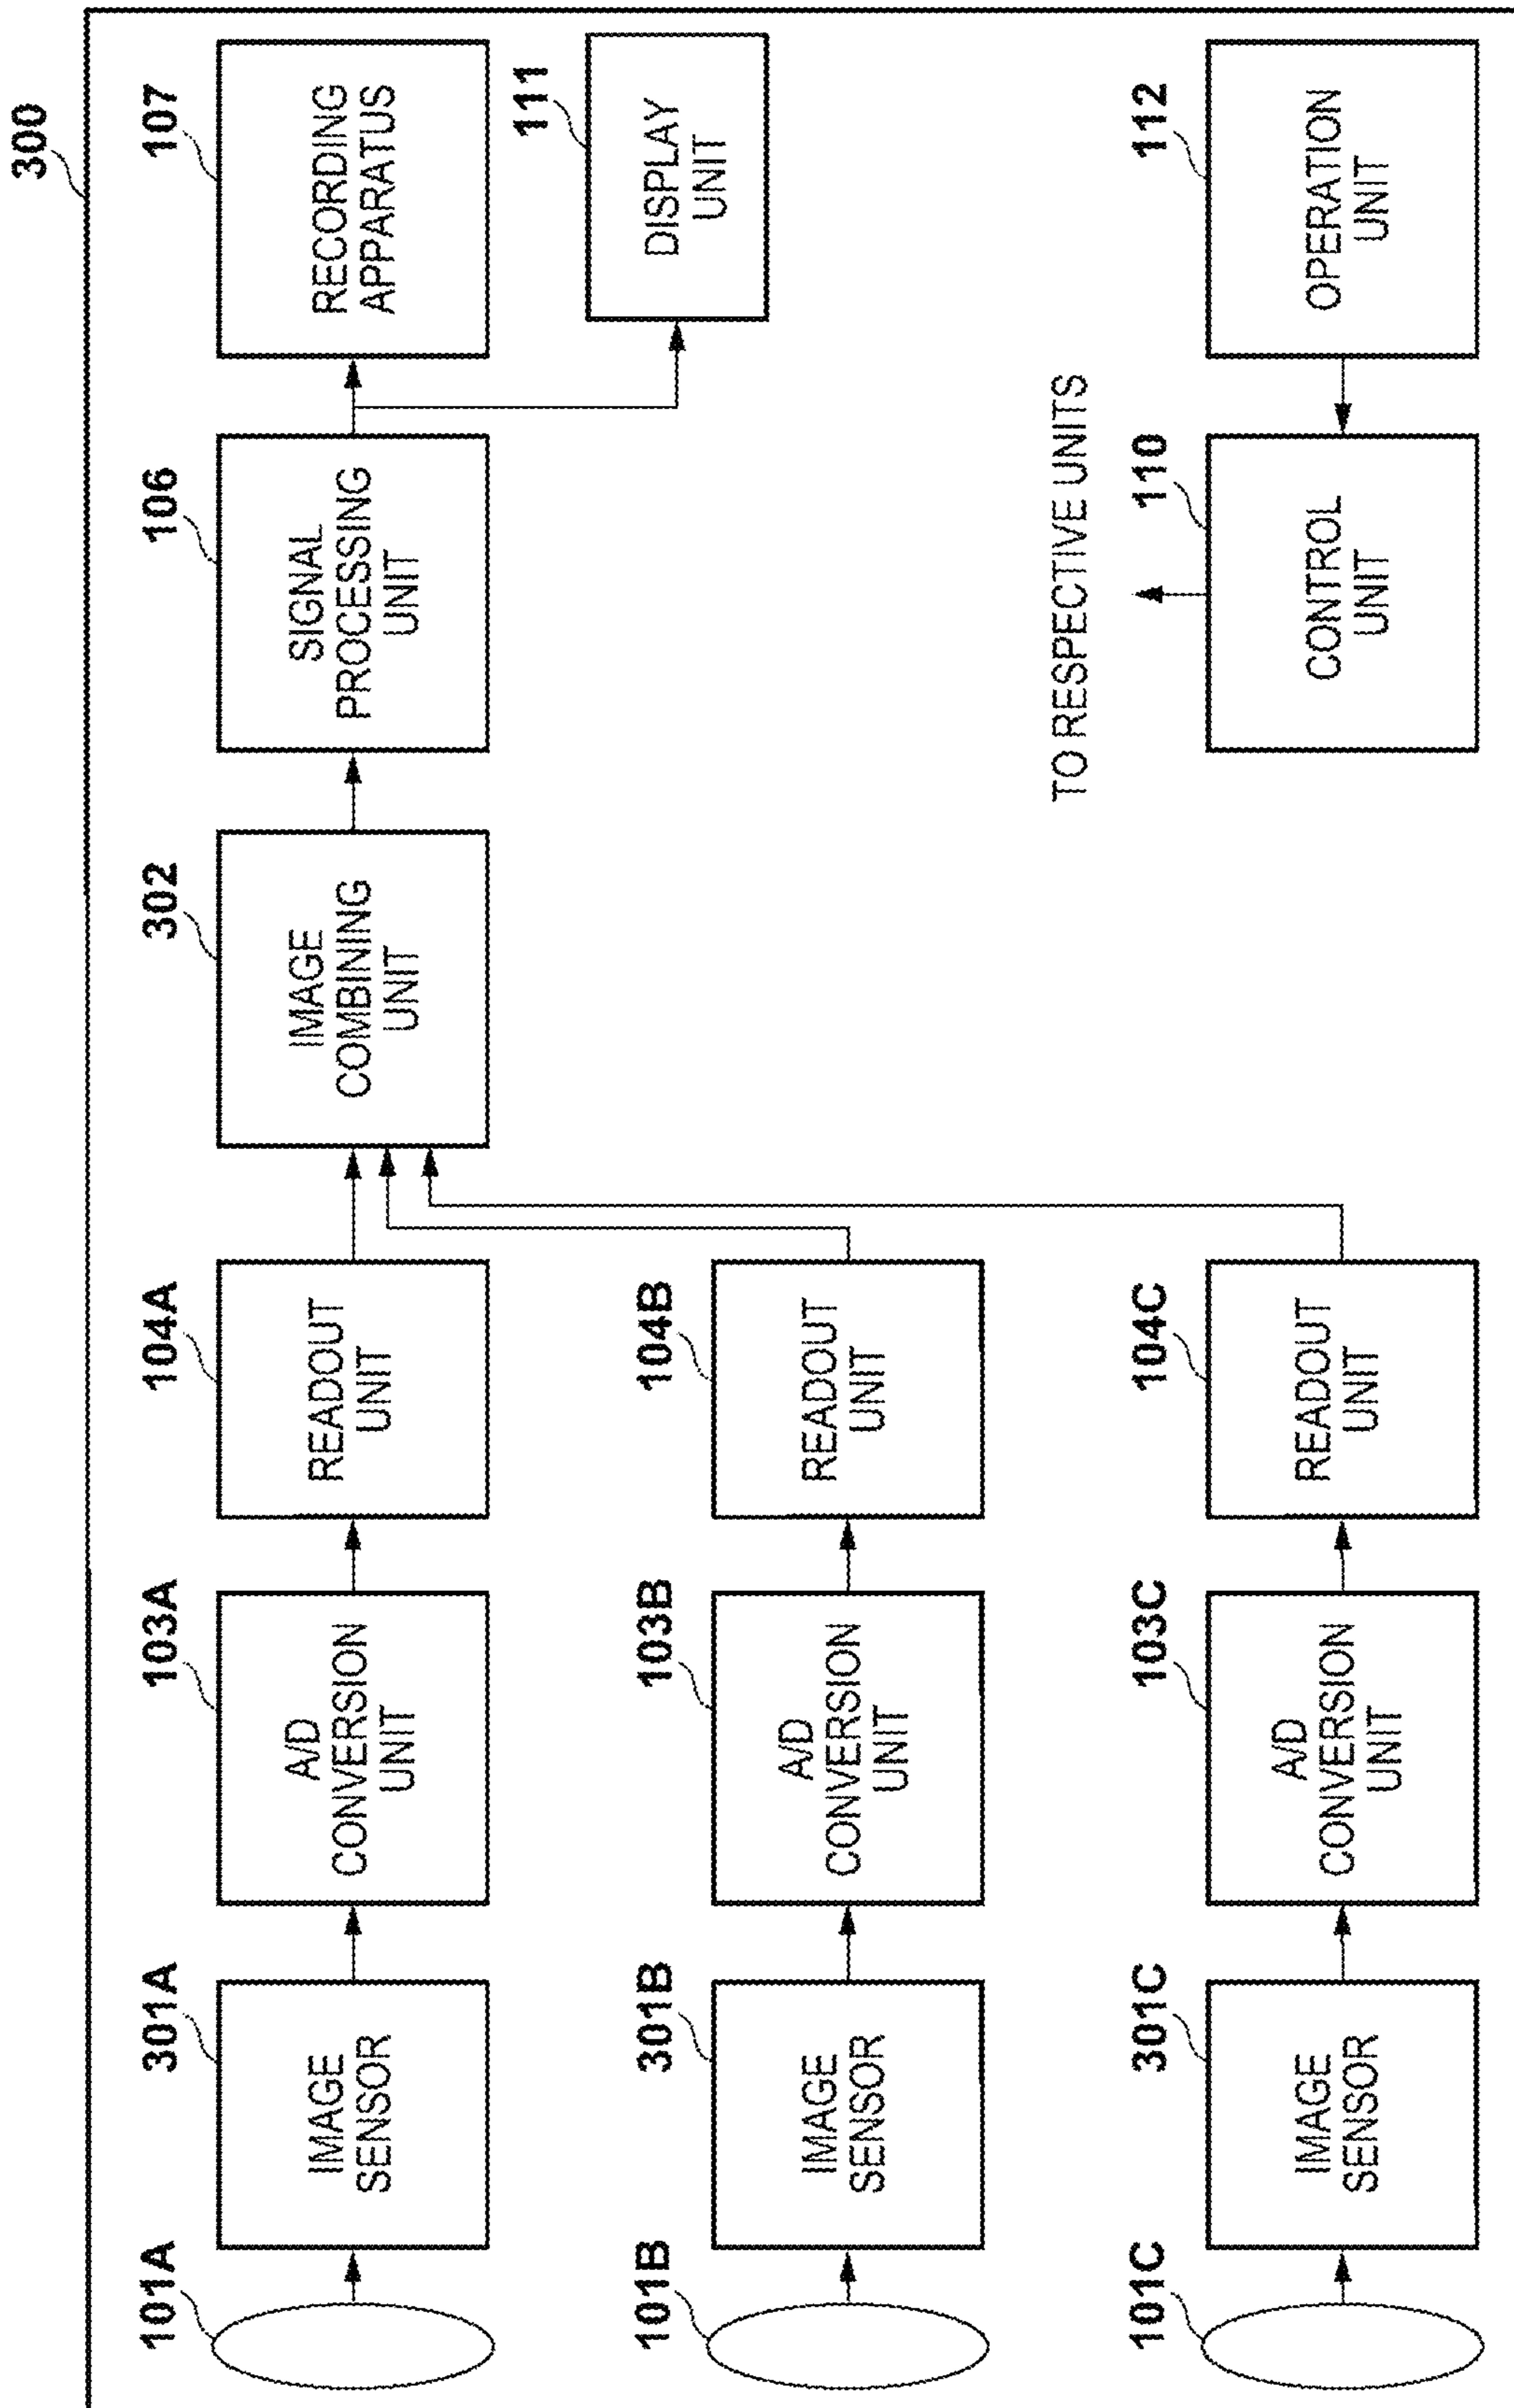 300
101A
IMAGE
SENSOR
301A
A/D
CONVERSION
UNIT
103A
READOUT
UNIT
104A
IMAGE
COMBINING
UNIT
302
SIGNAL
PROCESSING
UNIT
106
RECORDING
APPARATUS
107
DISPLAY
UNIT
111
101B
IMAGE
SENSOR
301B
A/D
CONVERSION
UNIT
103B
READOUT
UNIT
104B
101C
IMAGE
SENSOR
301C
A/D
CONVERSION
UNIT
103C
READOUT
UNIT
104C
TO RESPECTIVE UNITS
CONTROL
UNIT
110
OPERATION
UNIT
112